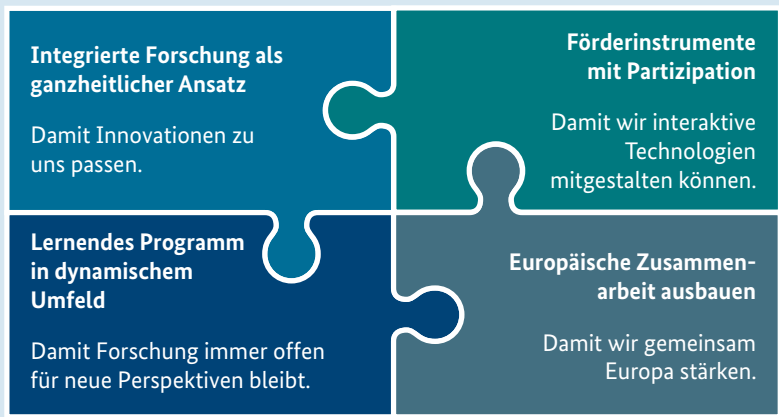 Integrierte Forschung als
ganzheitlicher Ansatz
Damit Innovationen zu
uns passen.
Förderinstrumente
mit Partizipation
Damit wir interaktive
Technologien
mitgestalten können.
Lernendes Programm
in dynamischem
Umfeld
Damit Forschung immer offen
für neue Perspektiven bleibt.
Europäische Zusammen-
arbeit ausbauen
Damit wir gemeinsam
Europa stärken.